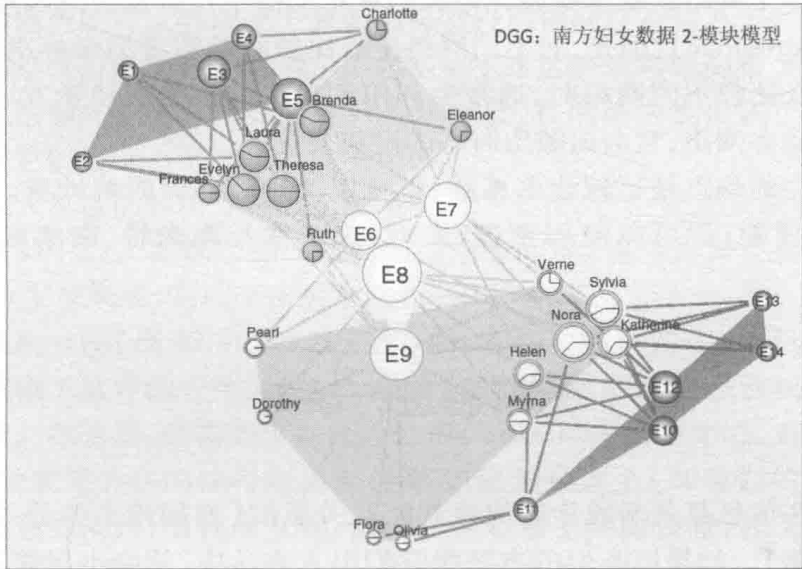 Charlotte
DGG：南方妇女数据 2-模块模型
E4
E1
E3
E5
Brenda
Eleanor
Laura
E2
Evelyn
Theresa
Frances
E7
Ruth
E6
E8
Verne
Sylvia
E13
Nora
Katherine
Pearl
E9
E14
Helen
E12
Dorothy
Myrna
E10
E11
Flora
Olivia